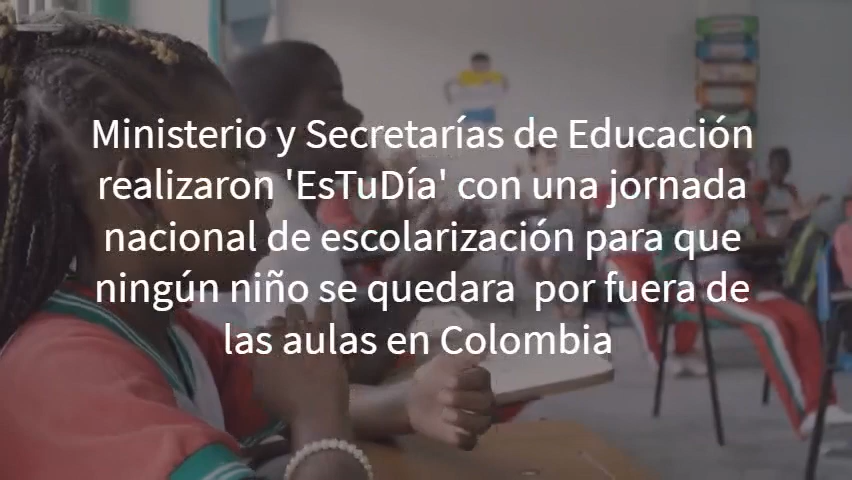 Ministerio y Secretarías de Educación
realizaron 'EsTuDía' con una jornada
nacional de escolarización para que
ningún niño se quedara  por fuera de
las aulas en Colombia